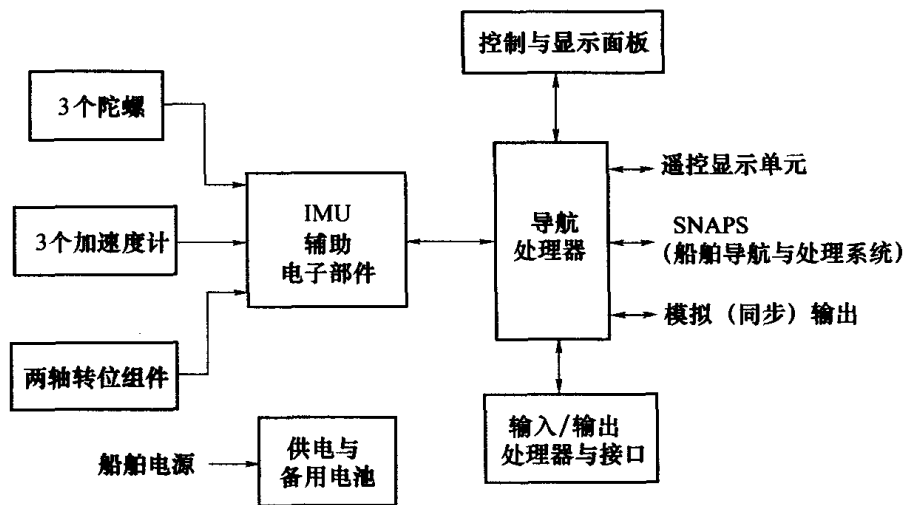 控制与显示面板
3个陀螺
遥控显示单元
IMU
辅助
电子部件
导航
处理器
3个加速度计
SNAPS
(船舶导航与处理系统)
模拟（同步）输出
两轴转位组件
输入/输出
处理器与接口
供电与
备用电池
船舶电源